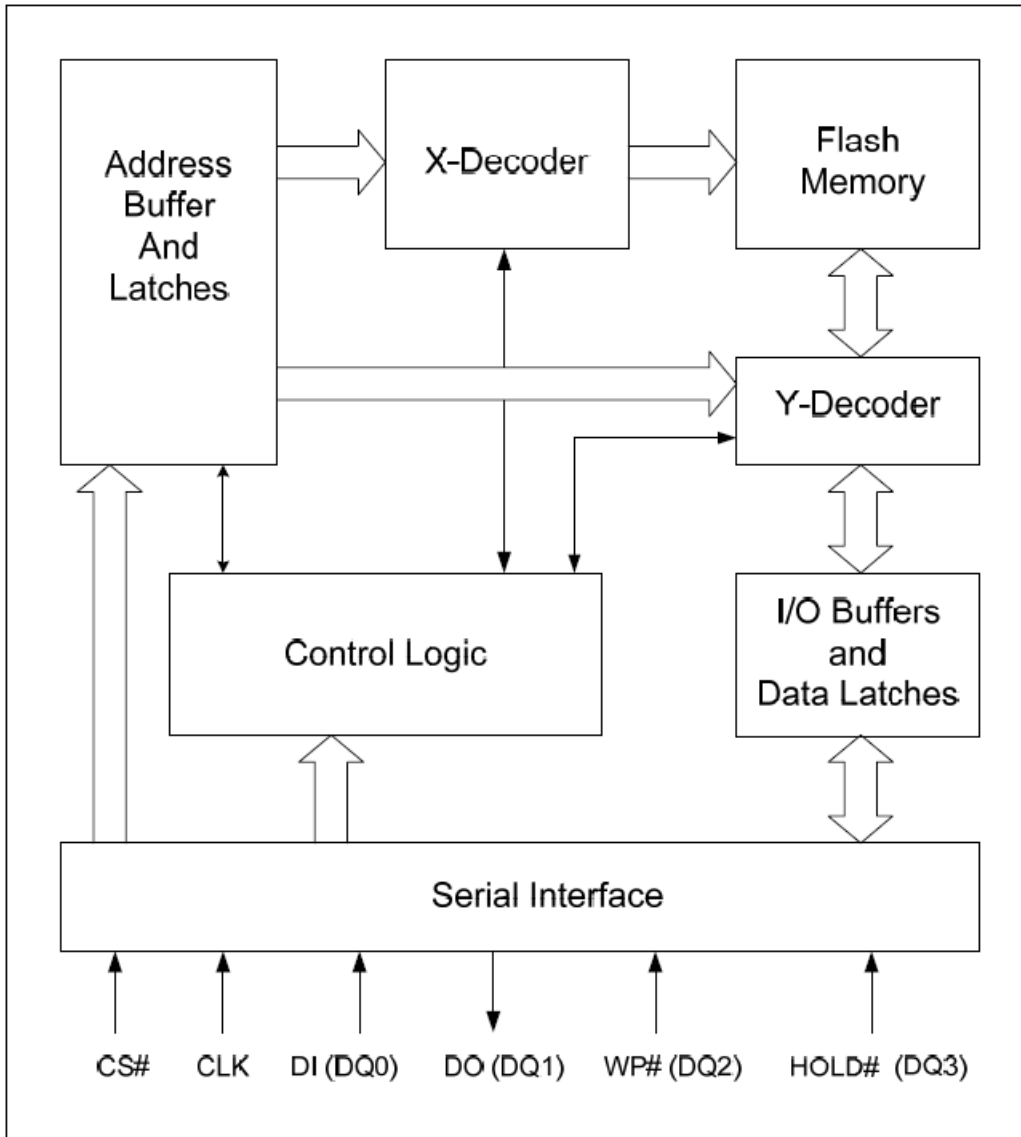 Address
Buffer
And
Latches
X-Decoder
Flash
Memory
Y-Decoder
Control Logic
I/O Buffers
and
Data Latches
Serial Interface
CS#
CLK
DI (DQ0)
DO (DQ1)
WP# (DQ2)
HOLD# (DQ3)